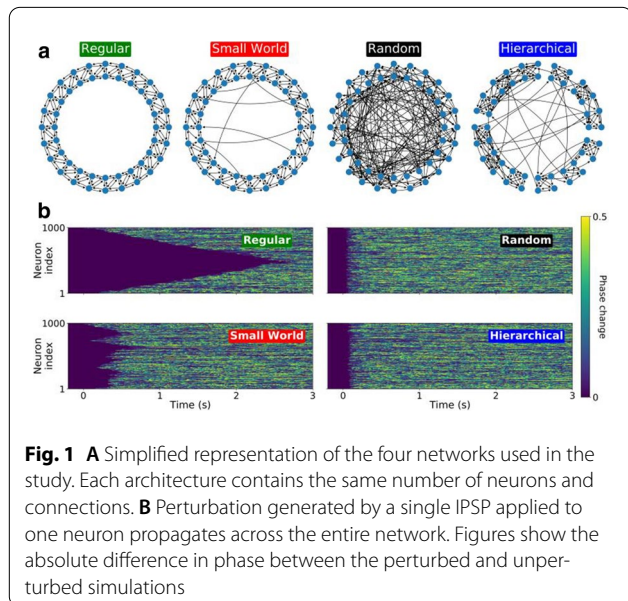 a
Regular
Small World
Random
Hierarchical
b
1000
Neuron
index
1
Regular
Random
1000
Neuron
index
1
Small World
Hierarchical
0
1
2
3
Time (s)
0
1
2
3
Time (s)
0.5
Phase change
0
Fig. 1 A Simplified representation of the four networks used in the
study. Each architecture contains the same number of neurons and
connections. B Perturbation generated by a single IPSP applied to
one neuron propagates across the entire network. Figures show the
absolute difference in phase between the perturbed and unper-
turbed simulations